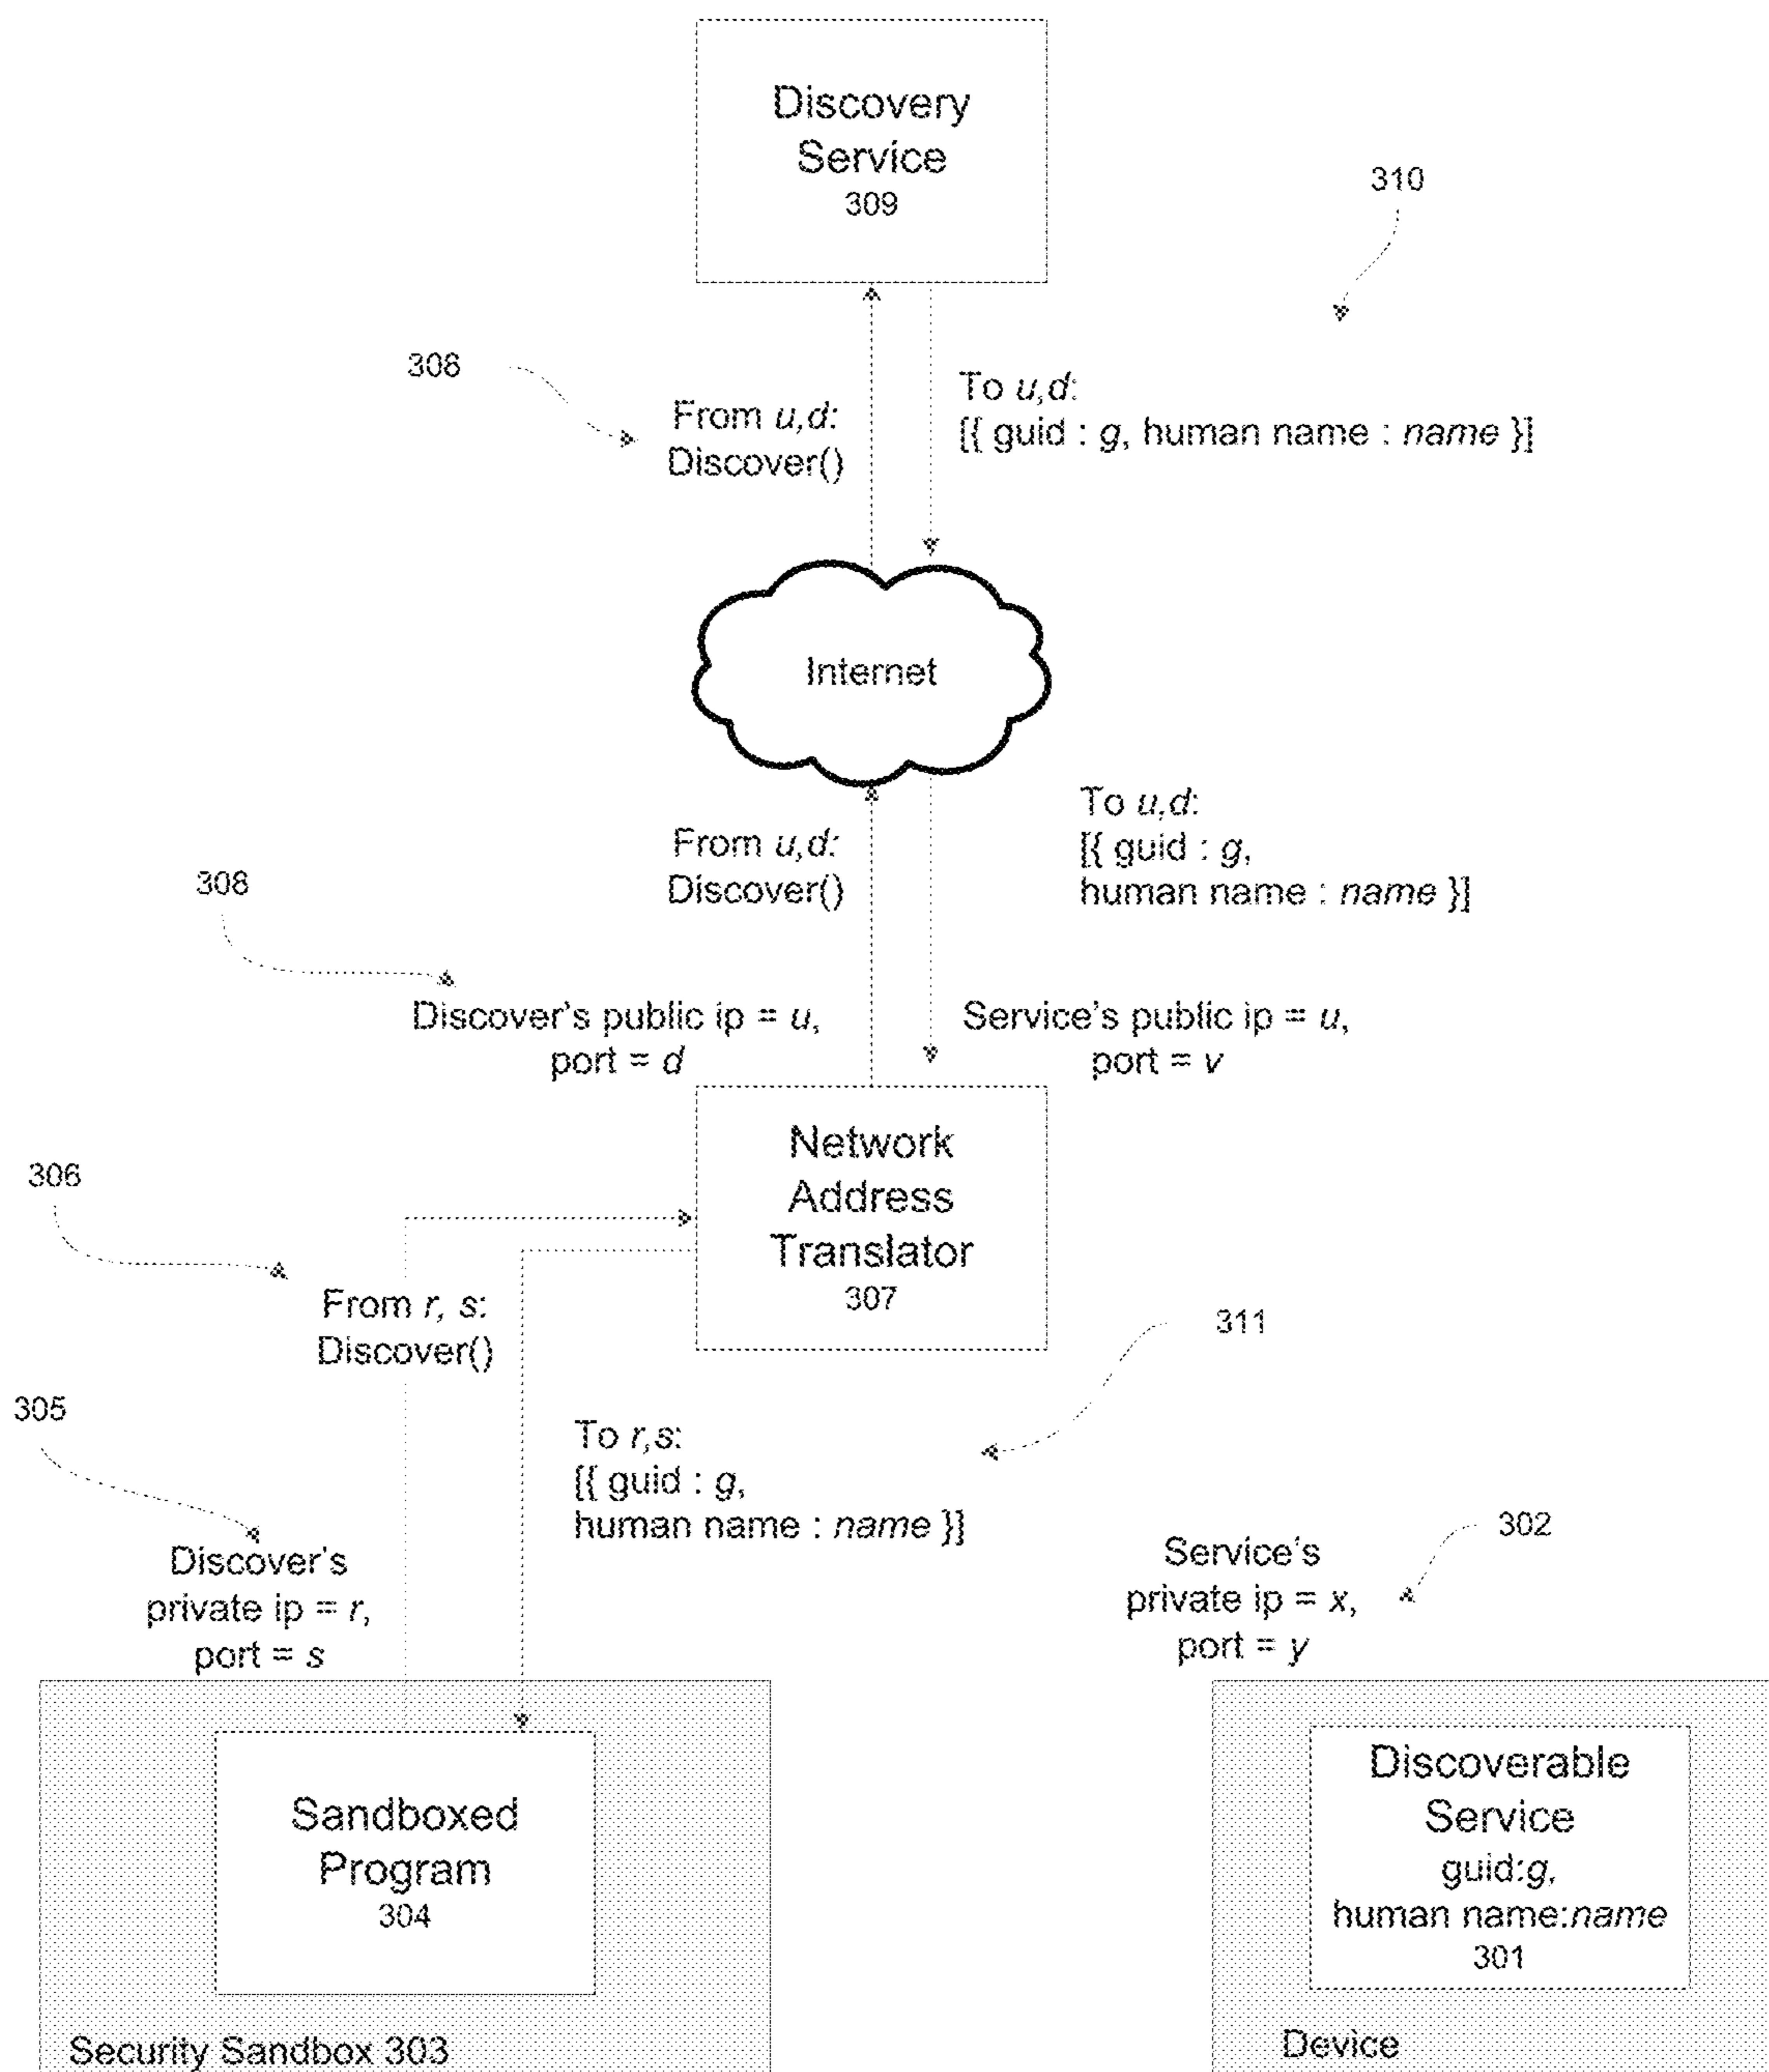 Discovery
Service
309
310
308
From u,d:
Discover()
To u,d:
[{ guid : g, human name : name }]
Internet
From u,d:
Discover()
To u,d:
[{ guid : g,
human name : name }]
308
Discover's public ip = u,
port = d
Service's public ip = u,
port = v
Network
Address
Translator
307
306
From r, s:
Discover()
311
305
To r,s:
[{ guid : g,
human name : name }]
302
Discover's
private ip = r,
port = s
Service's
private ip = x,
port = y
Sandboxed
Program
304
Security Sandbox 303
Discoverable
Service
guid:g,
human name:name
301
Device